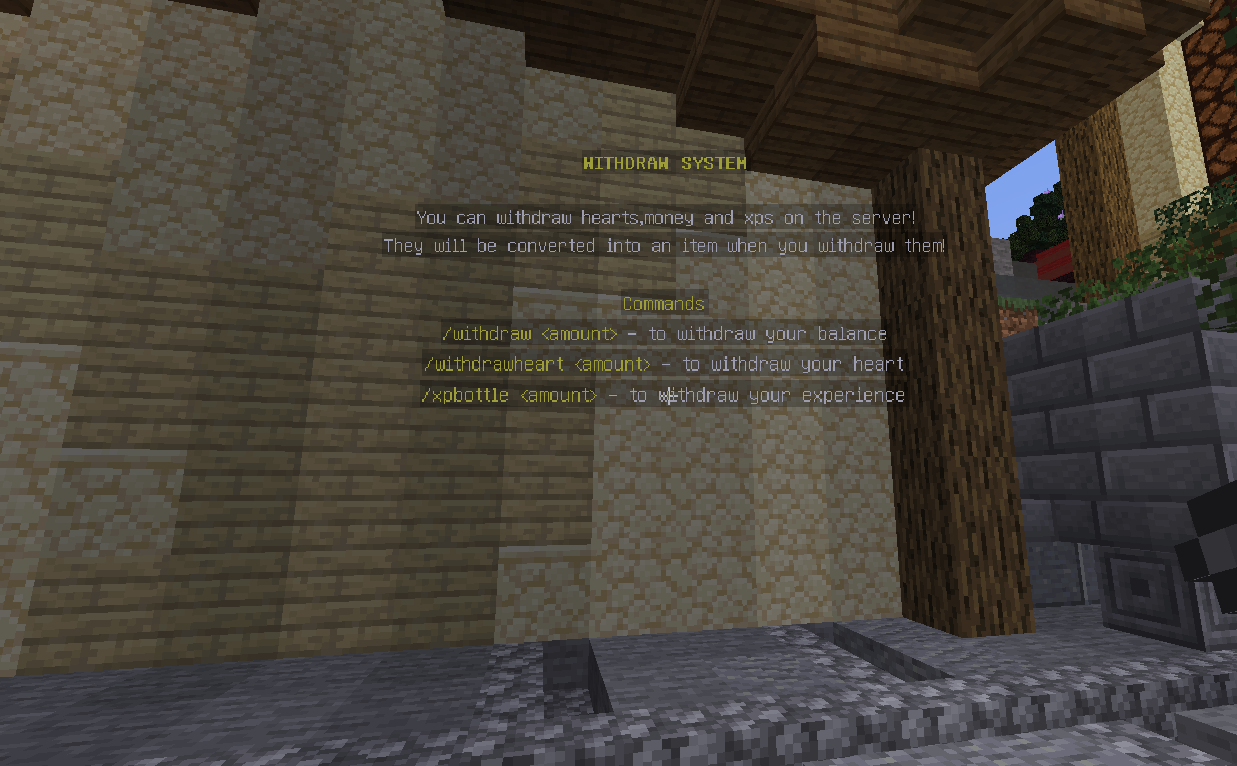 WITHDRAW SYSTEM
You can withdraw hearts,money and xps on the server!
They will be converted into an item when you withdraw them!
Commands
/withdraw <amount> - to withdraw your balance
/withdrawheart <amount> - to withdraw your heart
/xpbottle <amount> - to withdraw your experience